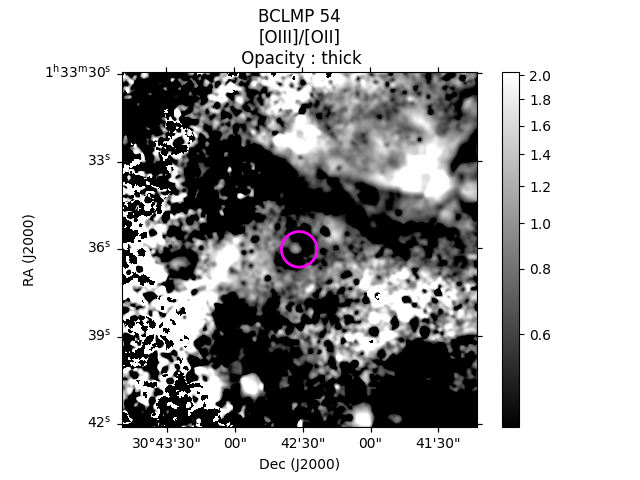 BCLMP 54
[OIII]/[OII]
Opacity : thick
1ʰ33ᵐ30ˢ
33ˢ
36ˢ
39ˢ
42ˢ
RA (J2000)
30°43'30" 00" 42'30" 00" 41'30"
Dec (J2000)
2.0
1.8
1.6
1.4
1.2
1.0
0.8
0.6